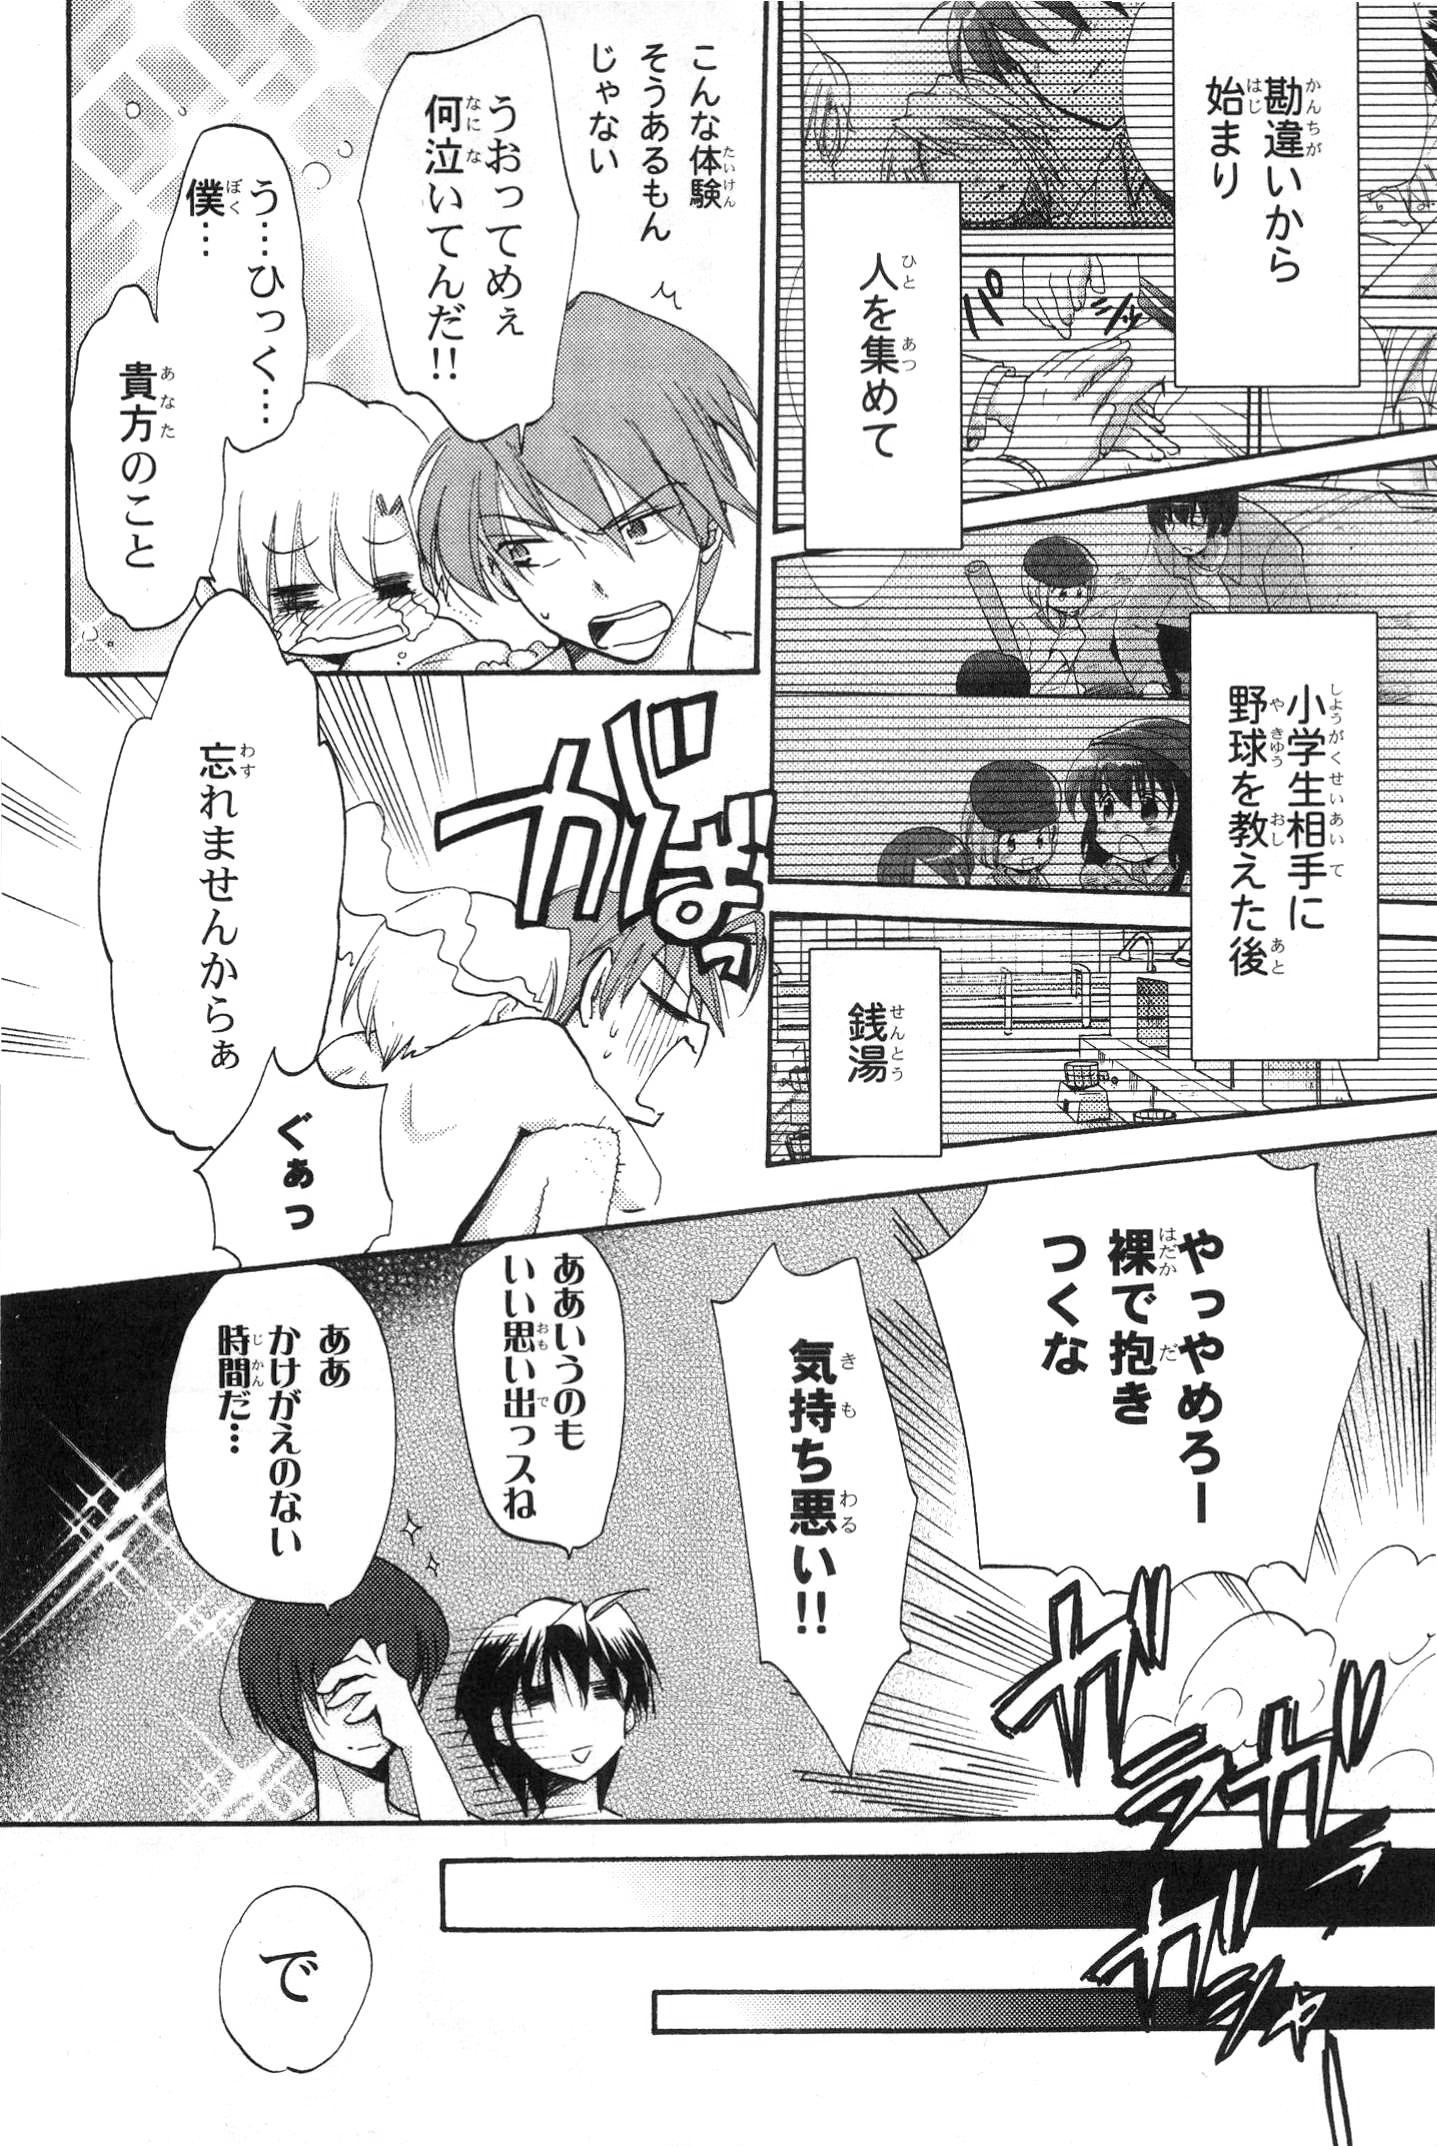 勘違いから
始まり
人を集めて
パ
シッ
小学生相手に
野球を教えた後
銭湯
こんな体験
そうあるもん
じゃない
うおってめぇ
何泣いてんだ!!
う…ひっく…
僕…
貴方のこと
忘れませんからぁ
がばっ
ぐぁっ
やっやめろー
裸で抱き
つくな
気持ち悪い!!
ああいうのも
いい思い出っスね
ああ
かけがえのない
時間だ…
ガラガラ
ガシャ
で